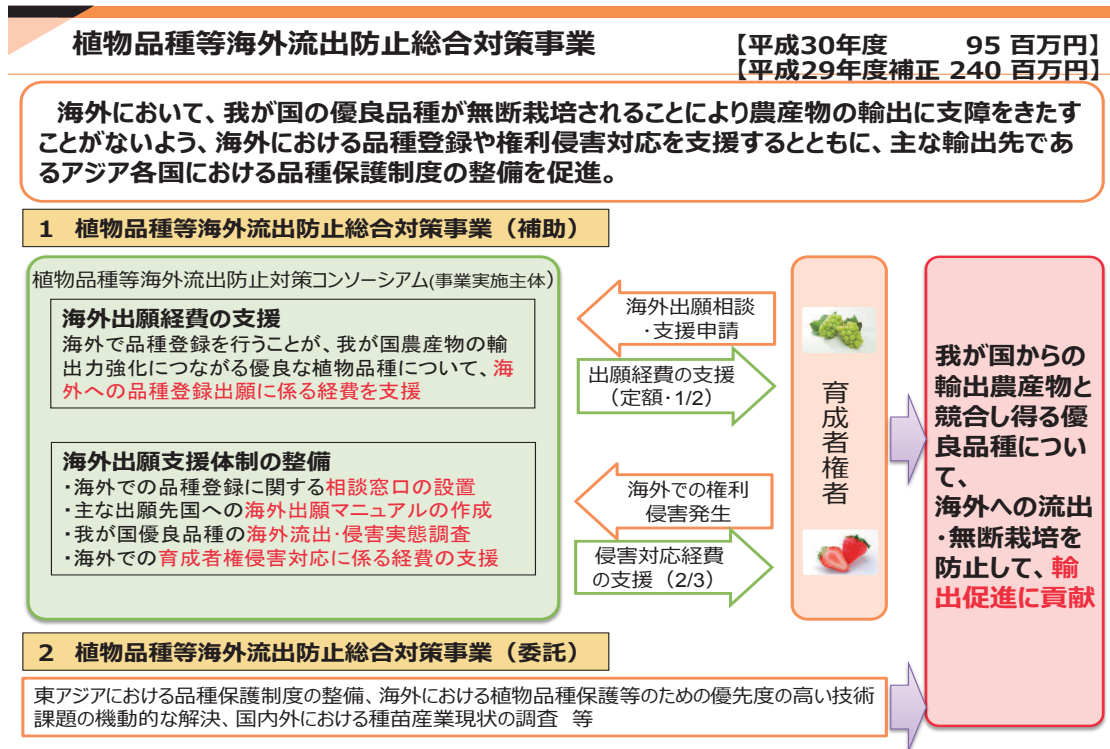 植物品種等海外流出防止総合対策事業
【平成30年度 95 百万円】
【平成29年度補正 240 百万円】
海外において、我が国の優良品種が無断栽培されることにより農産物の輸出に支障をきたす
ことがないよう、海外における品種登録や権利侵害対応を支援するとともに、主な輸出先であ
るアジア各国における品種保護制度の整備を促進。
1 植物品種等海外流出防止総合対策事業（補助）
植物品種等海外流出防止対策コンソーシアム(事業実施主体)
海外出願経費の支援
海外で品種登録を行うことが、我が国農産物の輸
出力強化につながる優良な植物品種について、海
外への品種登録出願に係る経費を支援
海外出願支援体制の整備
・海外での品種登録に関する相談窓口の設置
・主な出願先国への海外出願マニュアルの作成
・我が国優良品種の海外流出・侵害実態調査
・海外での育成者権侵害対応に係る経費の支援
海外出願相談
・支援申請
出願経費の支援
（定額・1/2）
海外での権利
侵害発生
侵害対応経費
の支援（2/3）
育成者権者
我が国からの
輸出農産物と
競合し得る優
良品種につい
て、
海外への流出
・無断栽培を
防止して、輸
出促進に貢献
2 植物品種等海外流出防止総合対策事業（委託）
東アジアにおける品種保護制度の整備、海外における植物品種保護等のための優先度の高い技術
課題の機動的な解決、国内外における種苗産業現状の調査 等